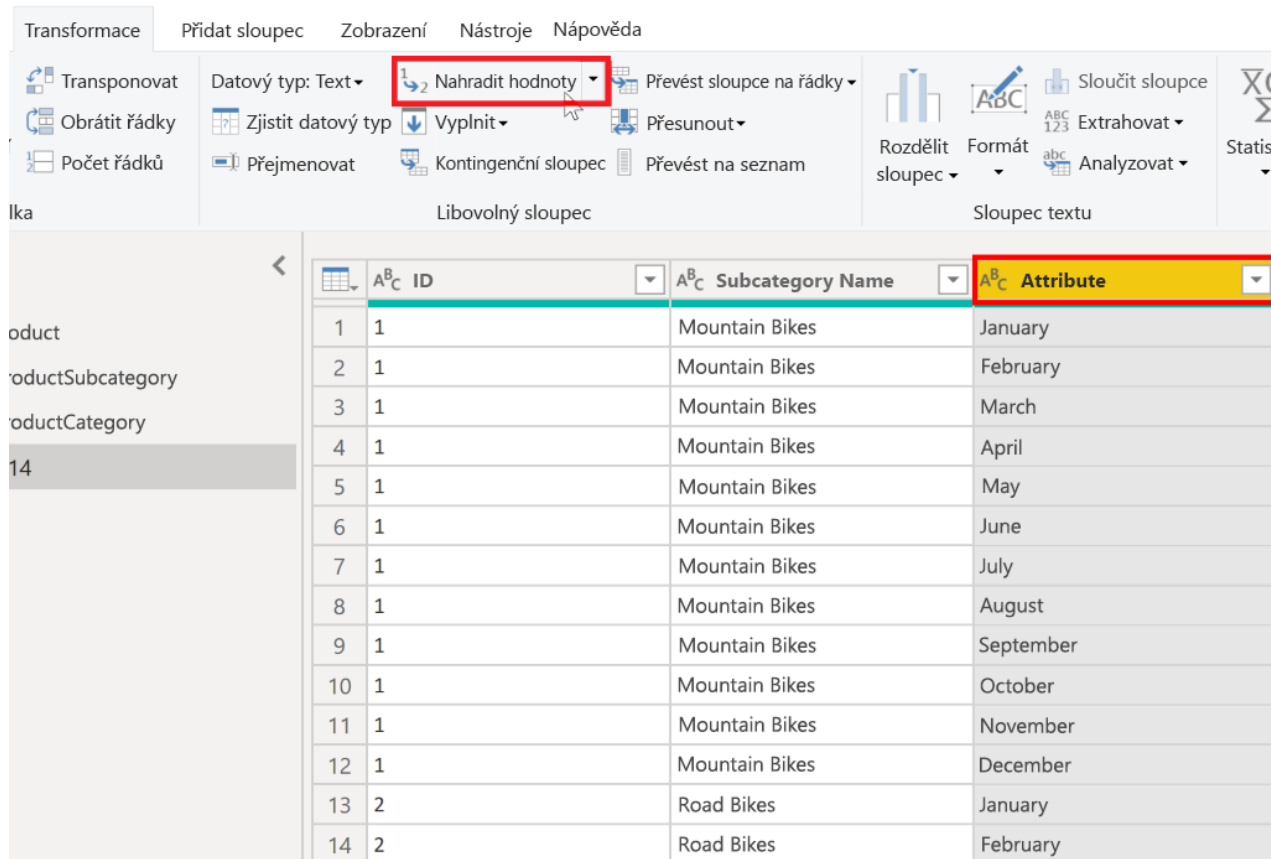 Transformace Přidat sloupec Zobrazení Nástroje Nápověda
Transponovat Datový typ: Text Nahradit hodnoty Převést sloupce na řádky Sloučit sloupce
Obrátit řádky Zjistit datový typ Vyplnit Přesunout Rozdělit sloupec Formát Extrahovat
Počet řádků Přejmenovat Kontingenční sloupec Převést na seznam Analyzovat
Libovolný sloupec Sloupec textu
ID Subcategory Name Attribute
1 1 Mountain Bikes January
2 1 Mountain Bikes February
3 1 Mountain Bikes March
4 1 Mountain Bikes April
5 1 Mountain Bikes May
6 1 Mountain Bikes June
7 1 Mountain Bikes July
8 1 Mountain Bikes August
9 1 Mountain Bikes September
10 1 Mountain Bikes October
11 1 Mountain Bikes November
12 1 Mountain Bikes December
13 2 Road Bikes January
14 2 Road Bikes February
oduct
roductSubcategory
roductCategory
14